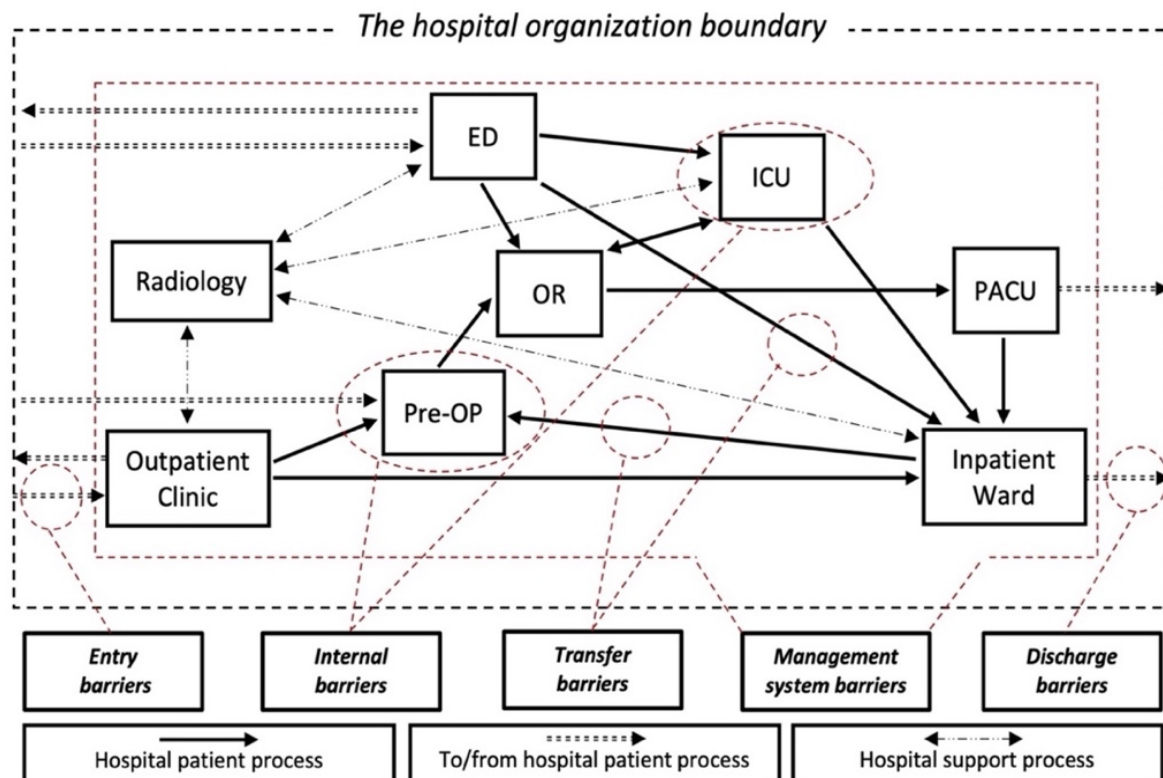 The hospital organization boundary
ED
ICU
Radiology
OR
PACU
Pre-OP
Outpatient
Clinic
Inpatient
Ward
Entry
barriers
Internal
barriers
Transfer
barriers
Management
system barriers
Discharge
barriers
Hospital patient process
To/from hospital patient process
Hospital support process